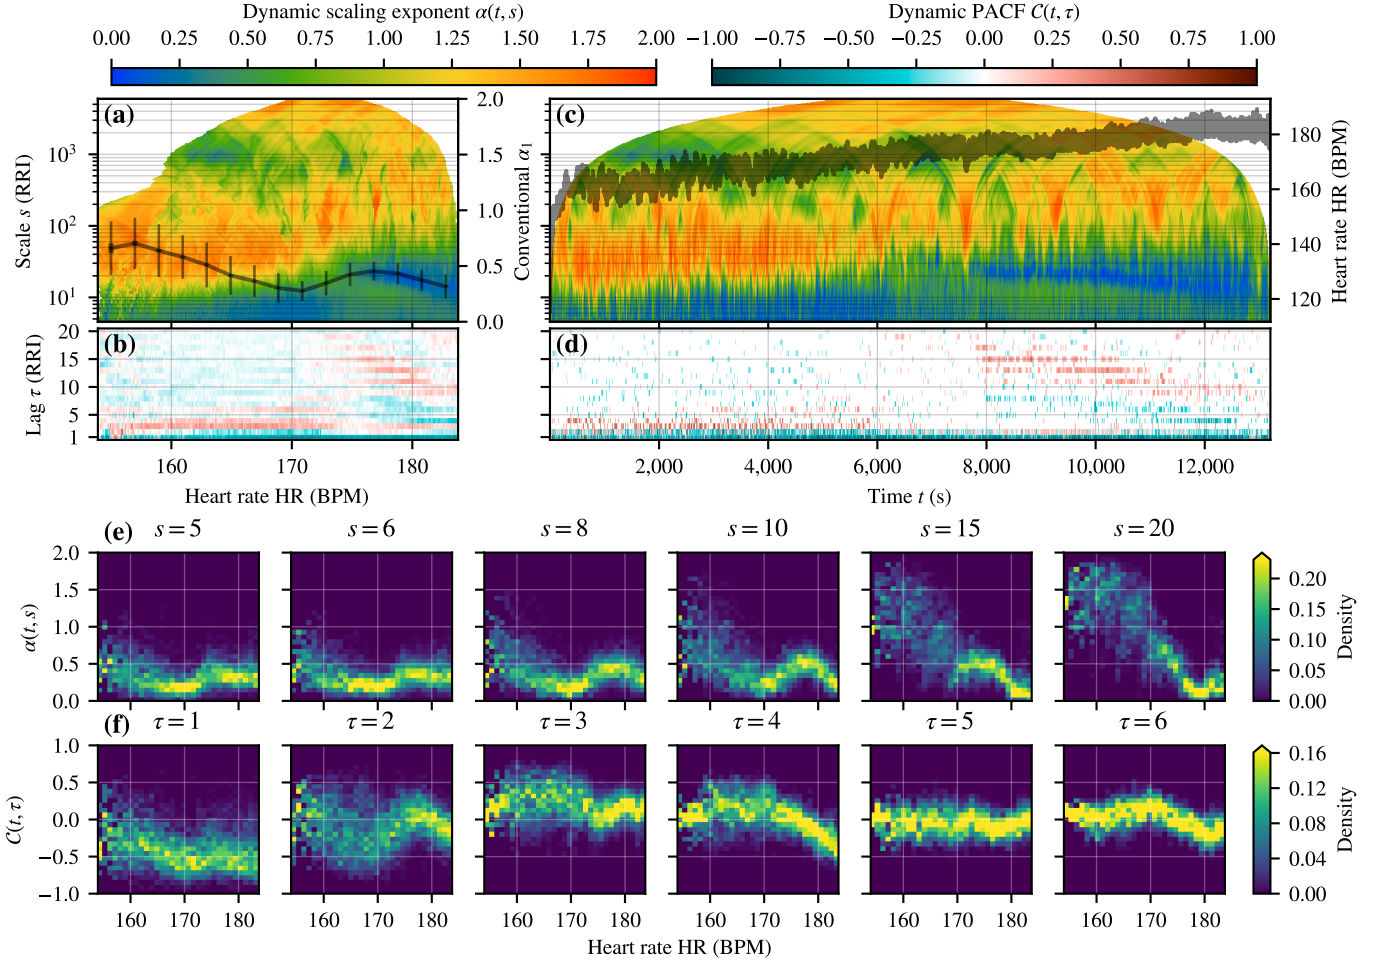 Dynamic scaling exponent α(t, s)
Dynamic PACF C(t, τ)
0.00 0.25 0.50 0.75 1.00 1.25 1.50 1.75 2.00
−1.00 −0.75 −0.50 −0.25 0.00 0.25 0.50 0.75 1.00
(a)
Scale s (RRI)
10³
10²
10¹
2.0
1.5
1.0
0.5
0.0
Conventional α₁
(c)
180
160
140
120
Heart rate HR (BPM)
(b)
Lag τ (RRI)
20
15
10
5
1
160 170 180
Heart rate HR (BPM)
(d)
2,000 4,000 6,000 8,000 10,000 12,000
Time t (s)
(e)
s = 5 s = 6 s = 8 s = 10 s = 15 s = 20
α(t, s)
2.0
1.5
1.0
0.5
0.0
0.20
0.15
0.10
0.05
0.00
Density
(f)
τ = 1 τ = 2 τ = 3 τ = 4 τ = 5 τ = 6
C(t, τ)
1.0
0.5
0.0
−0.5
−1.0
0.16
0.12
0.08
0.04
0.00
Density
160 170 180 160 170 180 160 170 180 160 170 180 160 170 180 160 170 180
Heart rate HR (BPM)